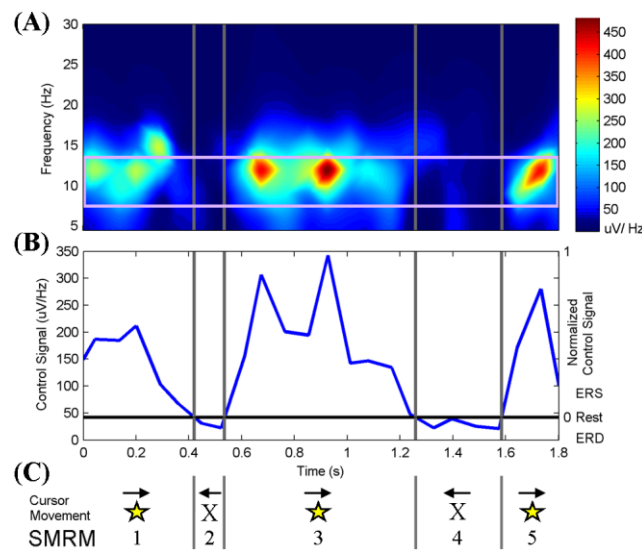 (A)
30
25
20
15
10
5
Frequency (Hz)
450
400
350
300
250
200
150
100
50
uV/ Hz
(B)
350
300
250
200
150
100
50
0
Control Signal (uV/Hz)
1
0
Normalized
Control Signal
ERS
Rest
ERD
0 0.2 0.4 0.6 0.8 1 1.2 1.4 1.6 1.8
Time (s)
(C)
Cursor
Movement
X X
SMRM 1 2 3 4 5